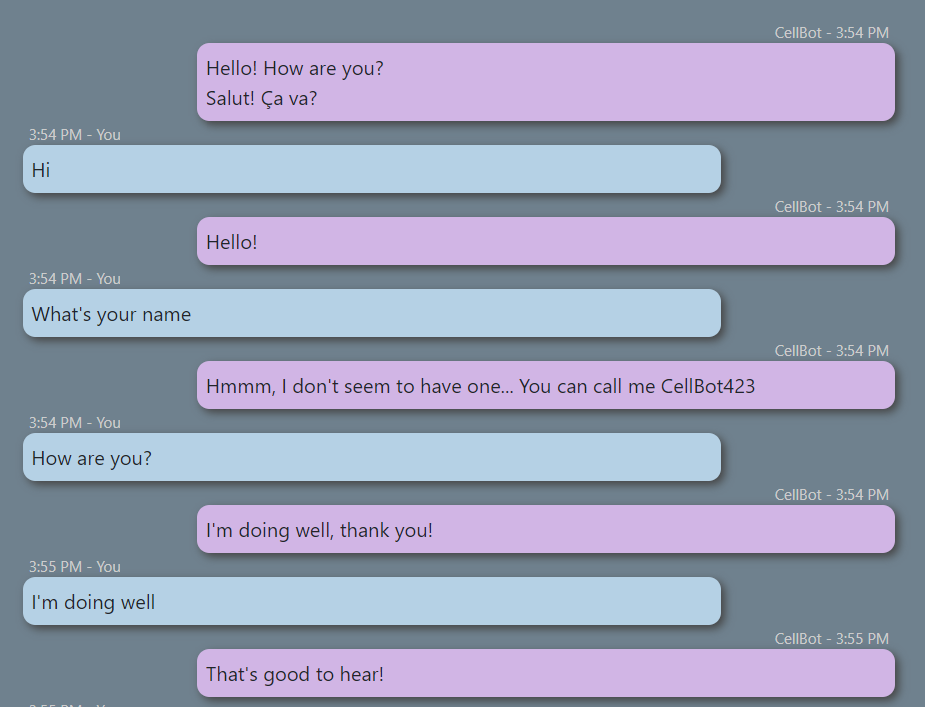 CellBot - 3:54 PM
Hello! How are you?
Salut! Ça va?
3:54 PM - You
Hi
CellBot - 3:54 PM
Hello!
3:54 PM - You
What's your name
CellBot - 3:54 PM
Hmmm, I don't seem to have one... You can call me CellBot423
3:54 PM - You
How are you?
CellBot - 3:54 PM
I'm doing well, thank you!
3:55 PM - You
I'm doing well
CellBot - 3:55 PM
That's good to hear!